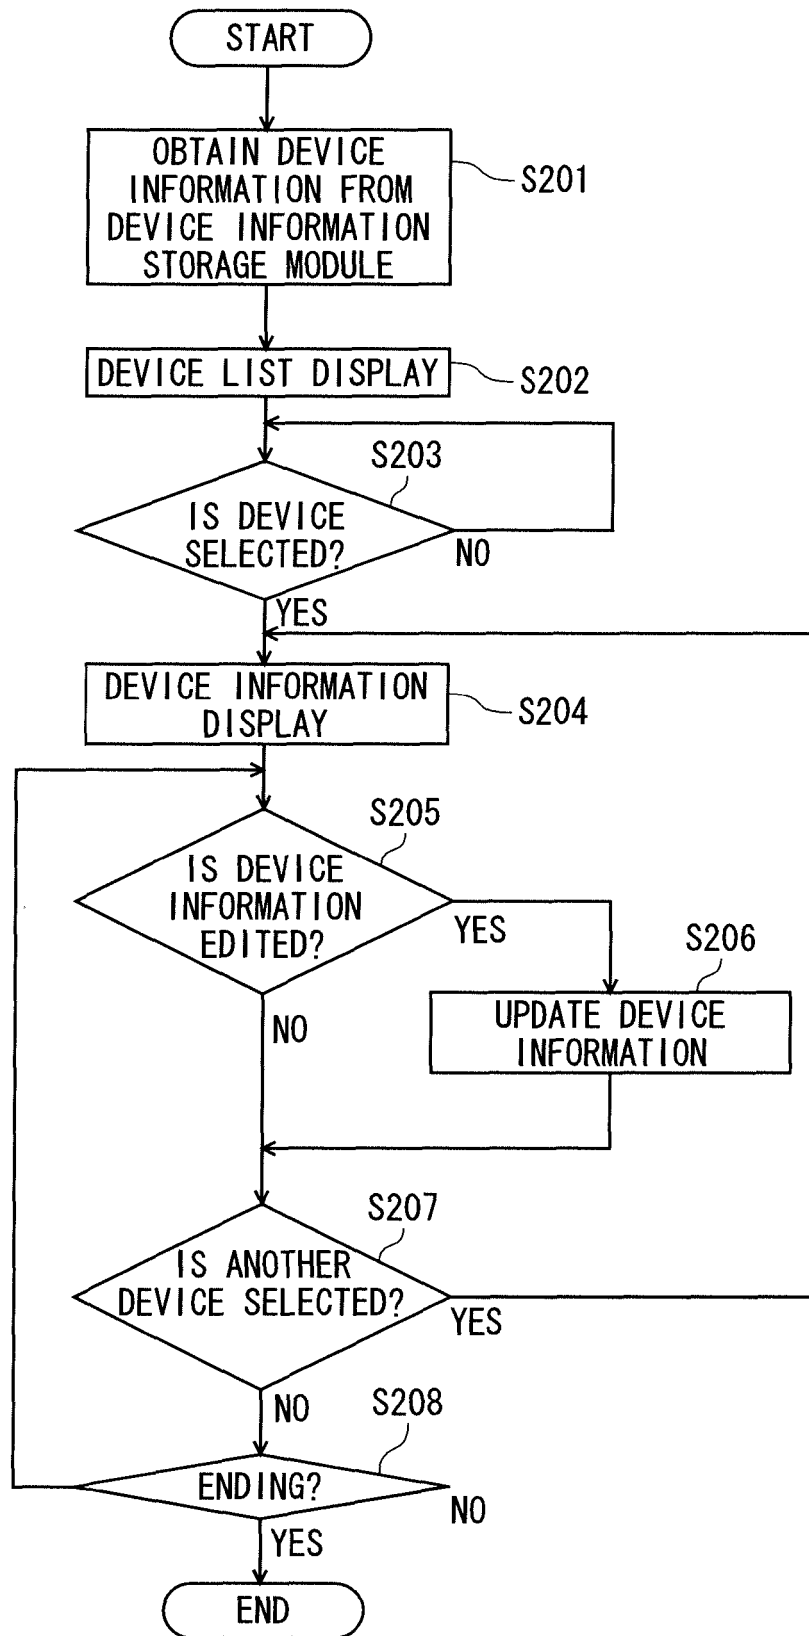 START
OBTAIN DEVICE
INFORMATION FROM
DEVICE INFORMATION
STORAGE MODULE
S201
DEVICE LIST DISPLAY
S202
S203
IS DEVICE
SELECTED?
NO
YES
DEVICE INFORMATION
DISPLAY
S204
S205
IS DEVICE
INFORMATION
EDITED?
YES
S206
UPDATE DEVICE
INFORMATION
NO
S207
IS ANOTHER
DEVICE SELECTED?
YES
NO
S208
ENDING?
NO
YES
END